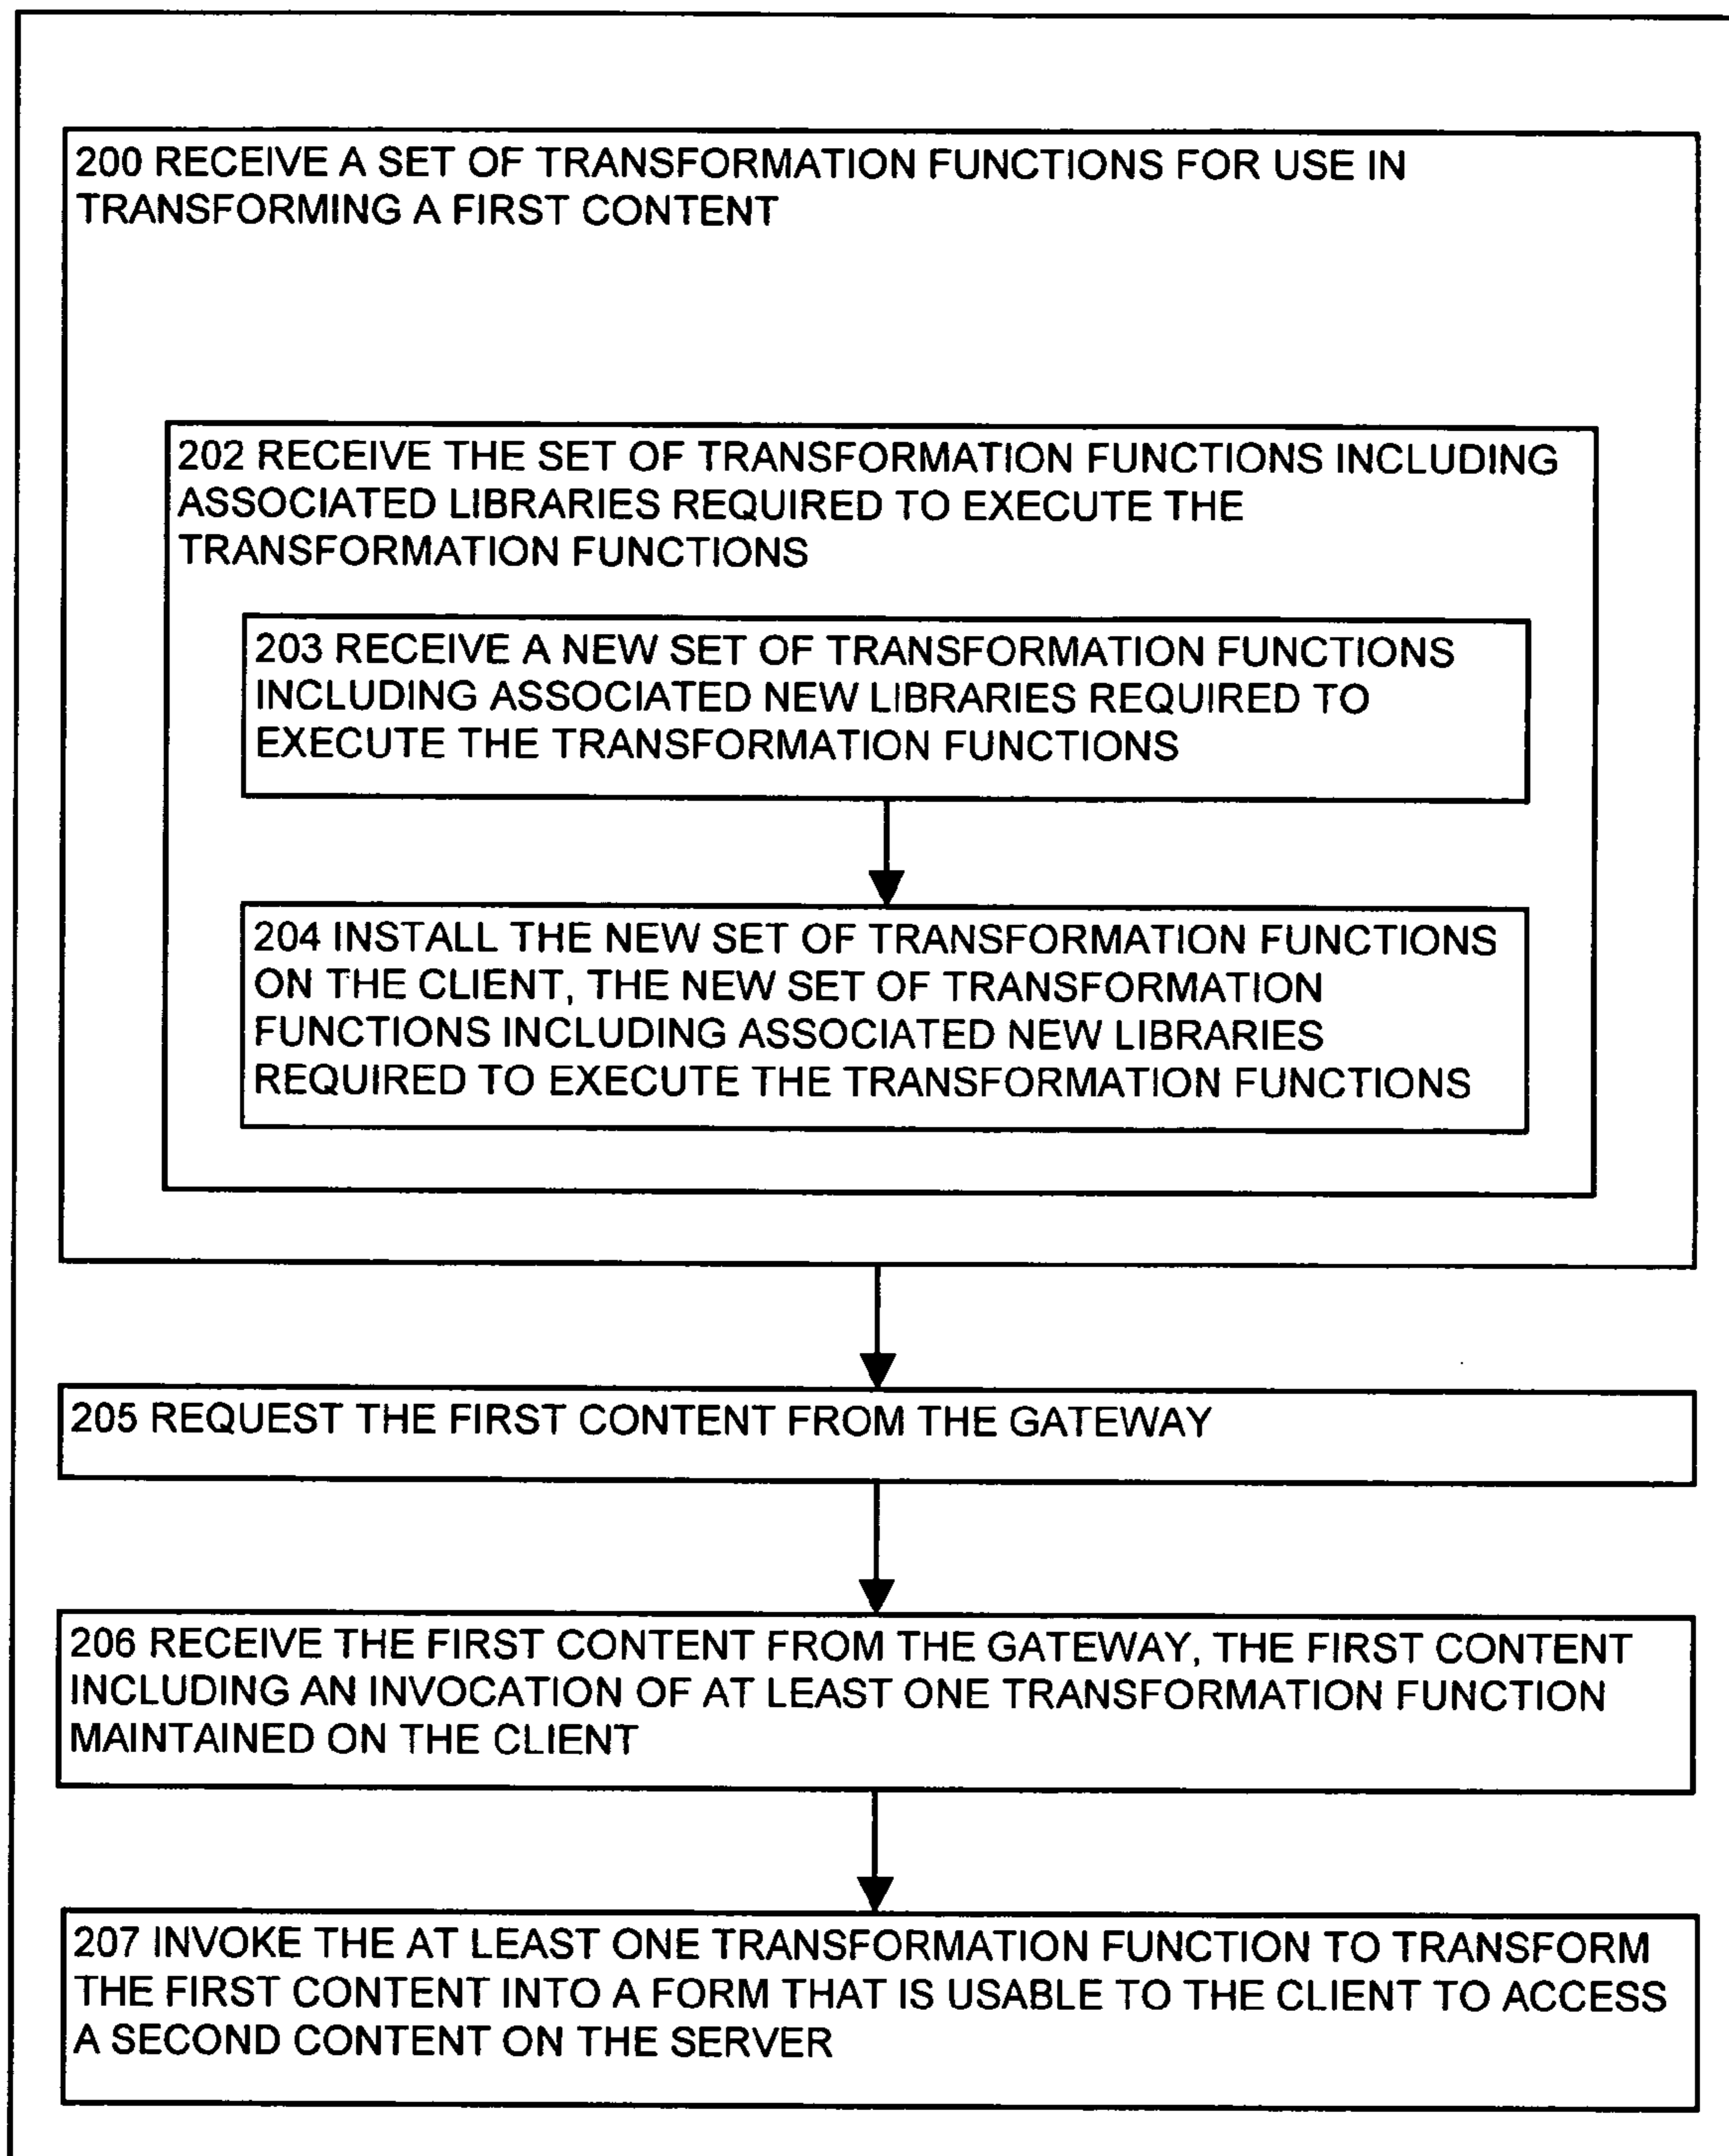 200 RECEIVE A SET OF TRANSFORMATION FUNCTIONS FOR USE IN
TRANSFORMING A FIRST CONTENT
202 RECEIVE THE SET OF TRANSFORMATION FUNCTIONS INCLUDING
ASSOCIATED LIBRARIES REQUIRED TO EXECUTE THE
TRANSFORMATION FUNCTIONS
203 RECEIVE A NEW SET OF TRANSFORMATION FUNCTIONS
INCLUDING ASSOCIATED NEW LIBRARIES REQUIRED TO
EXECUTE THE TRANSFORMATION FUNCTIONS
204 INSTALL THE NEW SET OF TRANSFORMATION FUNCTIONS
ON THE CLIENT, THE NEW SET OF TRANSFORMATION
FUNCTIONS INCLUDING ASSOCIATED NEW LIBRARIES
REQUIRED TO EXECUTE THE TRANSFORMATION FUNCTIONS
205 REQUEST THE FIRST CONTENT FROM THE GATEWAY
206 RECEIVE THE FIRST CONTENT FROM THE GATEWAY, THE FIRST CONTENT
INCLUDING AN INVOCATION OF AT LEAST ONE TRANSFORMATION FUNCTION
MAINTAINED ON THE CLIENT
207 INVOKE THE AT LEAST ONE TRANSFORMATION FUNCTION TO TRANSFORM
THE FIRST CONTENT INTO A FORM THAT IS USABLE TO THE CLIENT TO ACCESS
A SECOND CONTENT ON THE SERVER